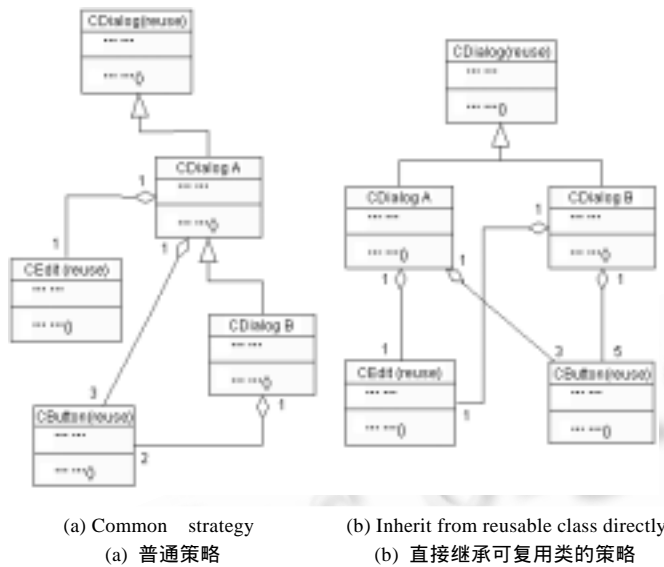 CDialog(reuse)
*** ***
*** ***()
CDialog A
*** ***
*** ***()
1
1
1
CEdit (reuse)
*** ***
*** ***()
CDialog B
*** ***
*** ***()
3
1
CButton(reuse)
*** ***
*** ***()
2
CDialog(reuse)
*** ***
*** ***()
CDialog A
*** ***
*** ***()
CDialog B
*** ***
*** ***()
1
1
1
1
1
3
5
CEdit (reuse)
*** ***
*** ***()
1
CButton(reuse)
*** ***
*** ***()
(a) Common strategy
(a) 普通策略
(b) Inherit from reusable class directly
(b) 直接继承可复用类的策略